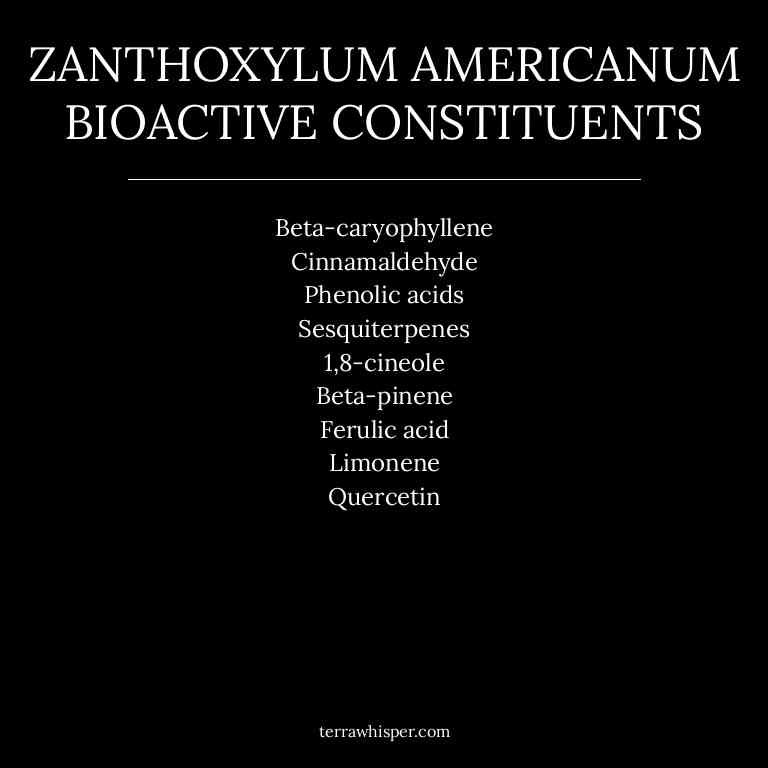 ZANTHOXYLUM AMERICANUM
BIOACTIVE CONSTITUENTS
Beta-caryophyllene
Cinnamaldehyde
Phenolic acids
Sesquiterpenes
1,8-cineole
Beta-pinene
Ferulic acid
Limonene
Quercetin
terrawhisper.com